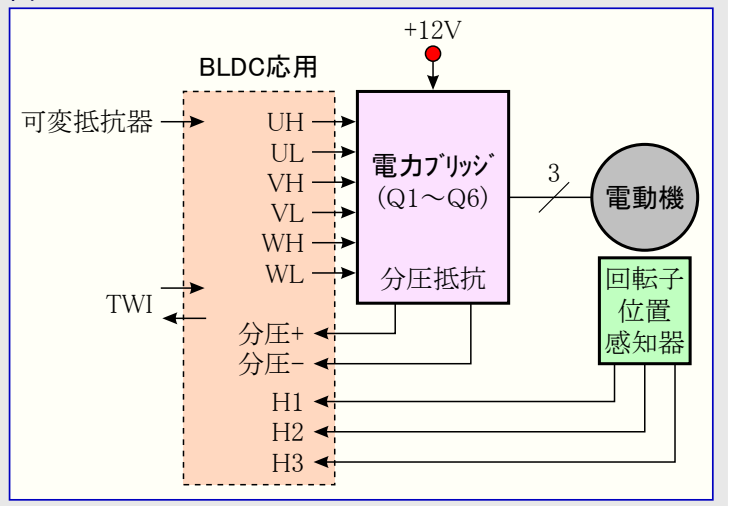 +12V
BLDC応用
可変抵抗器
UH
UL
VH
VL
WH
WL
電力ブリッジ
(Q1～Q6)
分圧抵抗
3
電動機
回転子
位置
感知器
TWI
分圧+
分圧−
H1
H2
H3